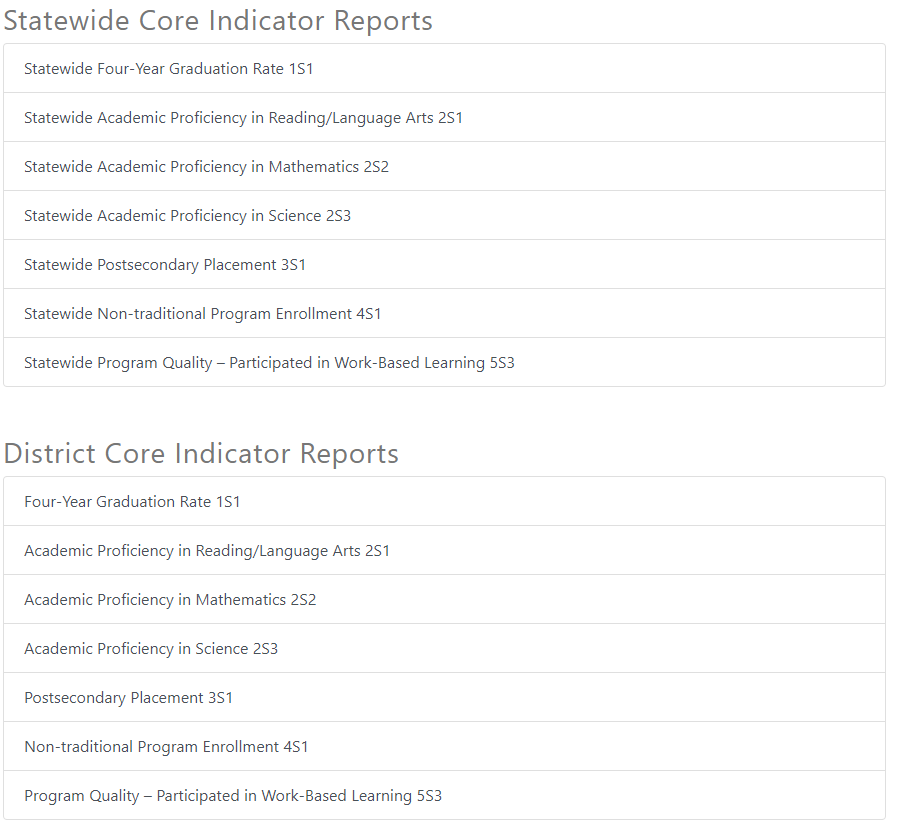 Statewide Core Indicator Reports
Statewide Four-Year Graduation Rate 1S1
Statewide Academic Proficiency in Reading/Language Arts 2S1
Statewide Academic Proficiency in Mathematics 2S2
Statewide Academic Proficiency in Science 2S3
Statewide Postsecondary Placement 3S1
Statewide Non-traditional Program Enrollment 4S1
Statewide Program Quality – Participated in Work-Based Learning 5S3
District Core Indicator Reports
Four-Year Graduation Rate 1S1
Academic Proficiency in Reading/Language Arts 2S1
Academic Proficiency in Mathematics 2S2
Academic Proficiency in Science 2S3
Postsecondary Placement 3S1
Non-traditional Program Enrollment 4S1
Program Quality – Participated in Work-Based Learning 5S3